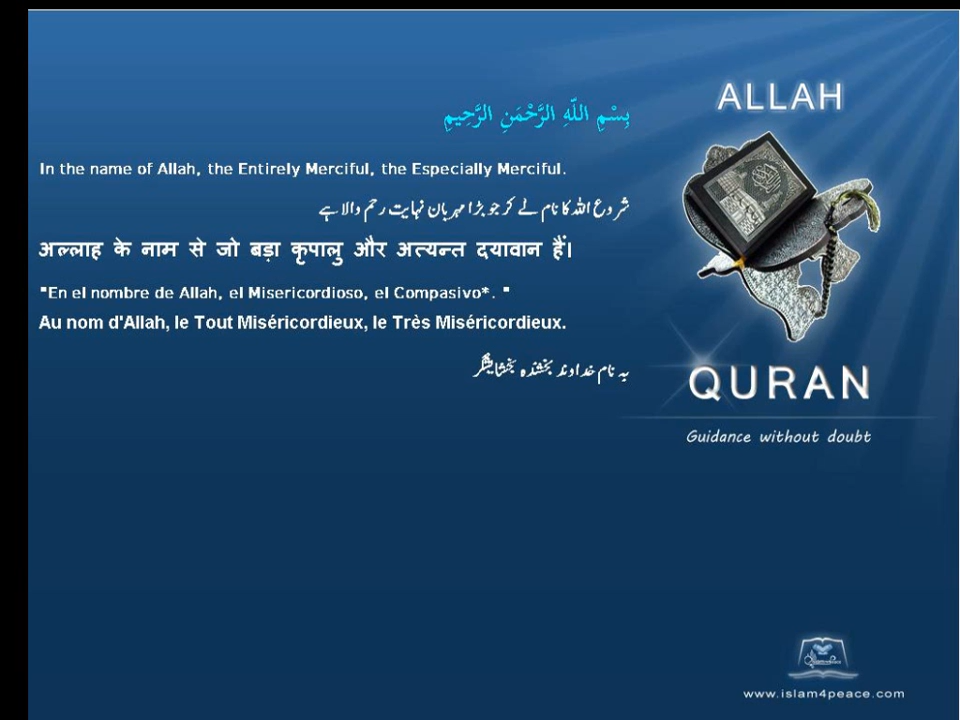 بِسْمِ اللّهِ الرَّحْمَنِ الرَّحِيمِ
In the name of Allah, the Entirely Merciful, the Especially Merciful.
شروع الله کا نام لے کر جو بڑا مہربان نہایت رحم والا ہے
अल्लाह के नाम से जो बड़ा कृपालु और अत्यन्त दयावान हैं।
"En el nombre de Allah, el Misericordioso, el Compasivo*. "
Au nom d'Allah, le Tout Miséricordieux, le Très Miséricordieux.
به نام خداوند بخشنده بخشایشگر
ALLAH
QURAN
Guidance without doubt
www.islam4peace.com